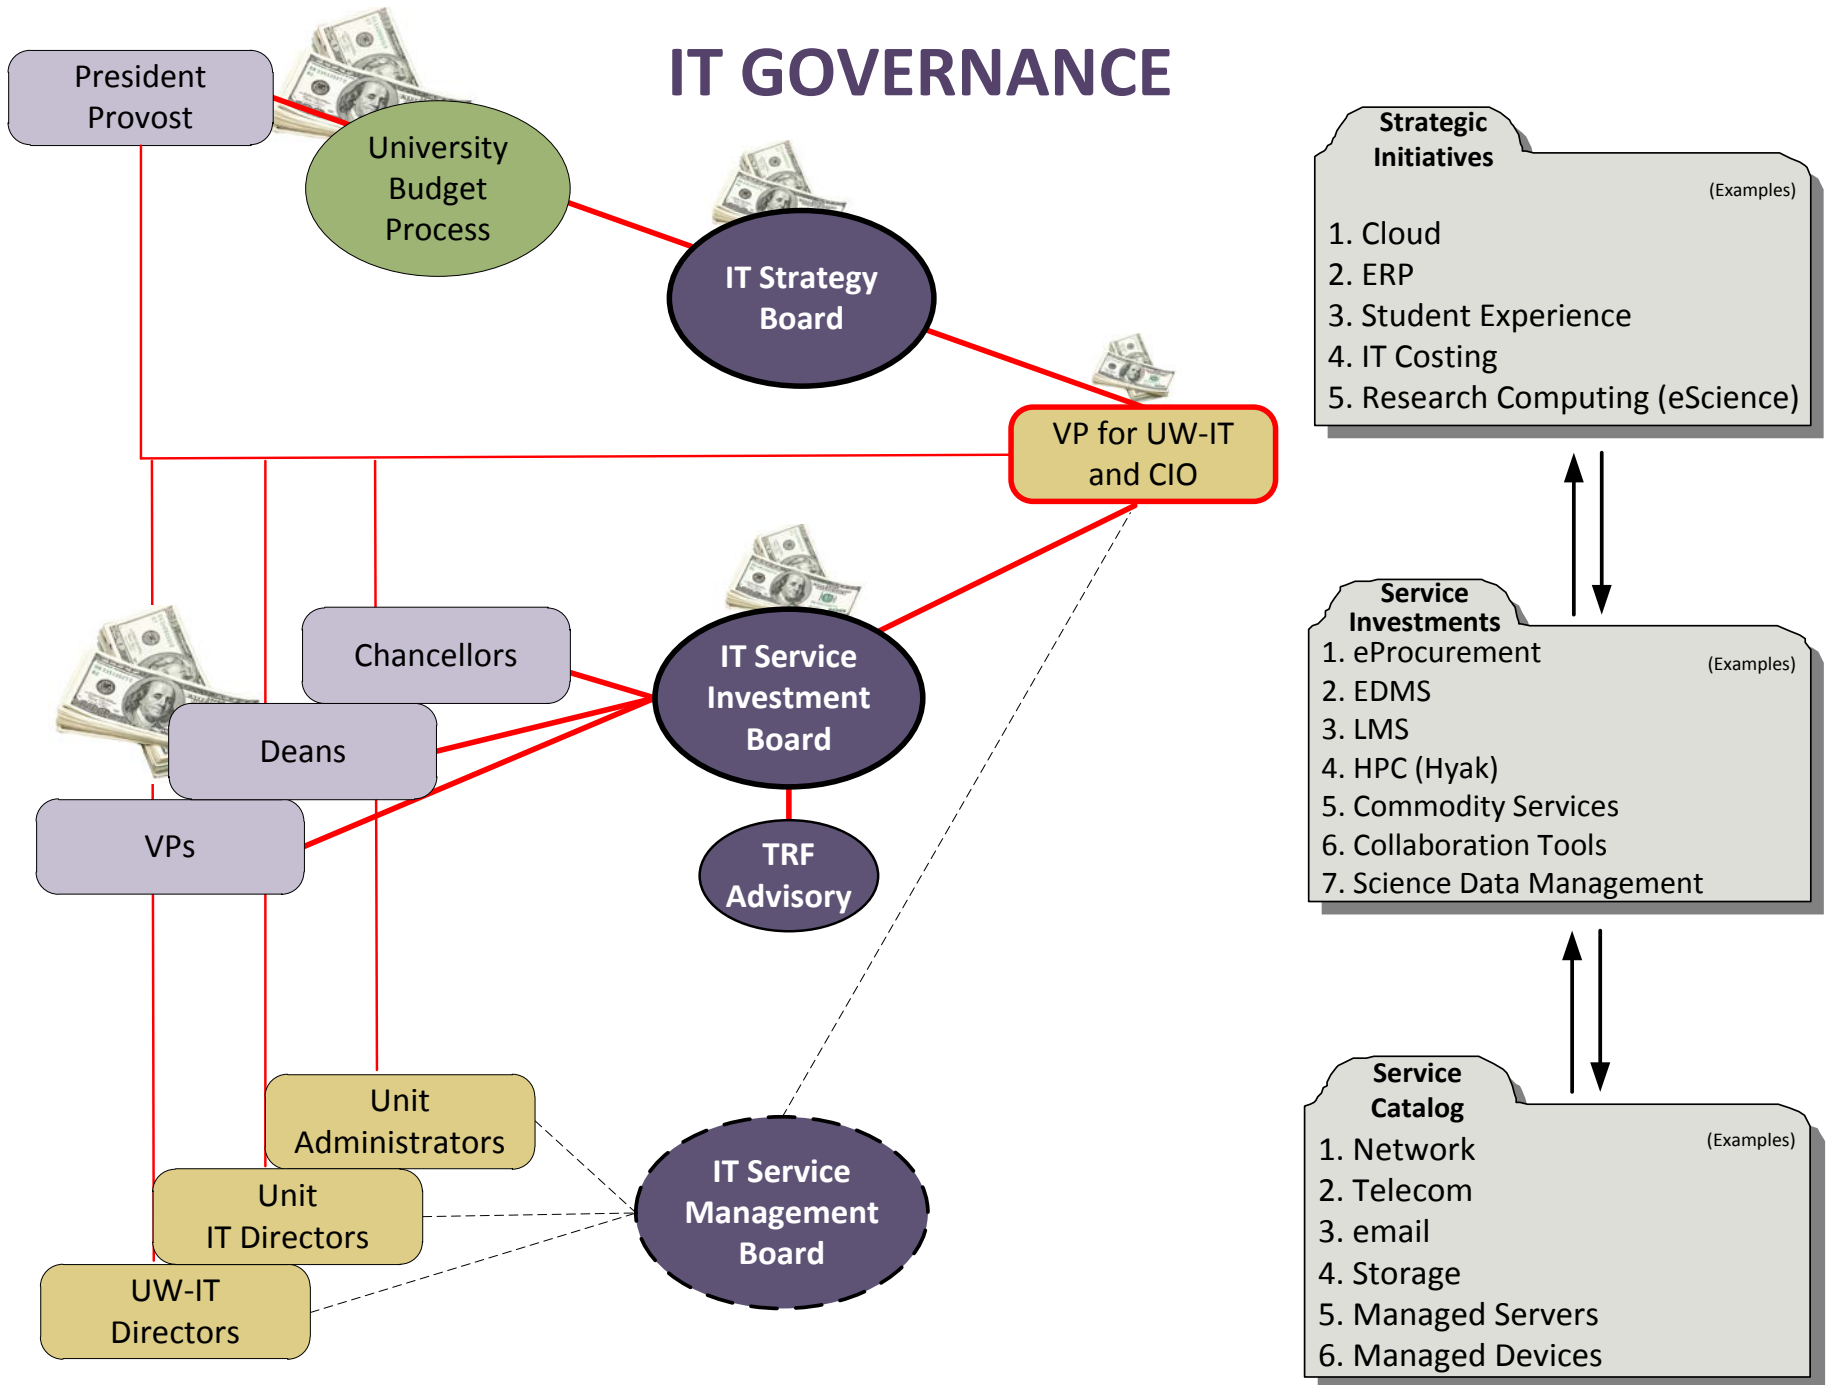 IT GOVERNANCE
President
Provost
University
Budget
Process
IT Strategy
Board
VP for UW-IT
and CIO
Chancellors
Deans
VPs
IT Service
Investment
Board
TRF
Advisory
Unit
Administrators
Unit
IT Directors
UW-IT
Directors
IT Service
Management
Board
Strategic
Initiatives
(Examples)
1. Cloud
2. ERP
3. Student Experience
4. IT Costing
5. Research Computing (eScience)
Service
Investments
(Examples)
1. eProcurement
2. EDMS
3. LMS
4. HPC (Hyak)
5. Commodity Services
6. Collaboration Tools
7. Science Data Management
Service
Catalog
(Examples)
1. Network
2. Telecom
3. email
4. Storage
5. Managed Servers
6. Managed Devices